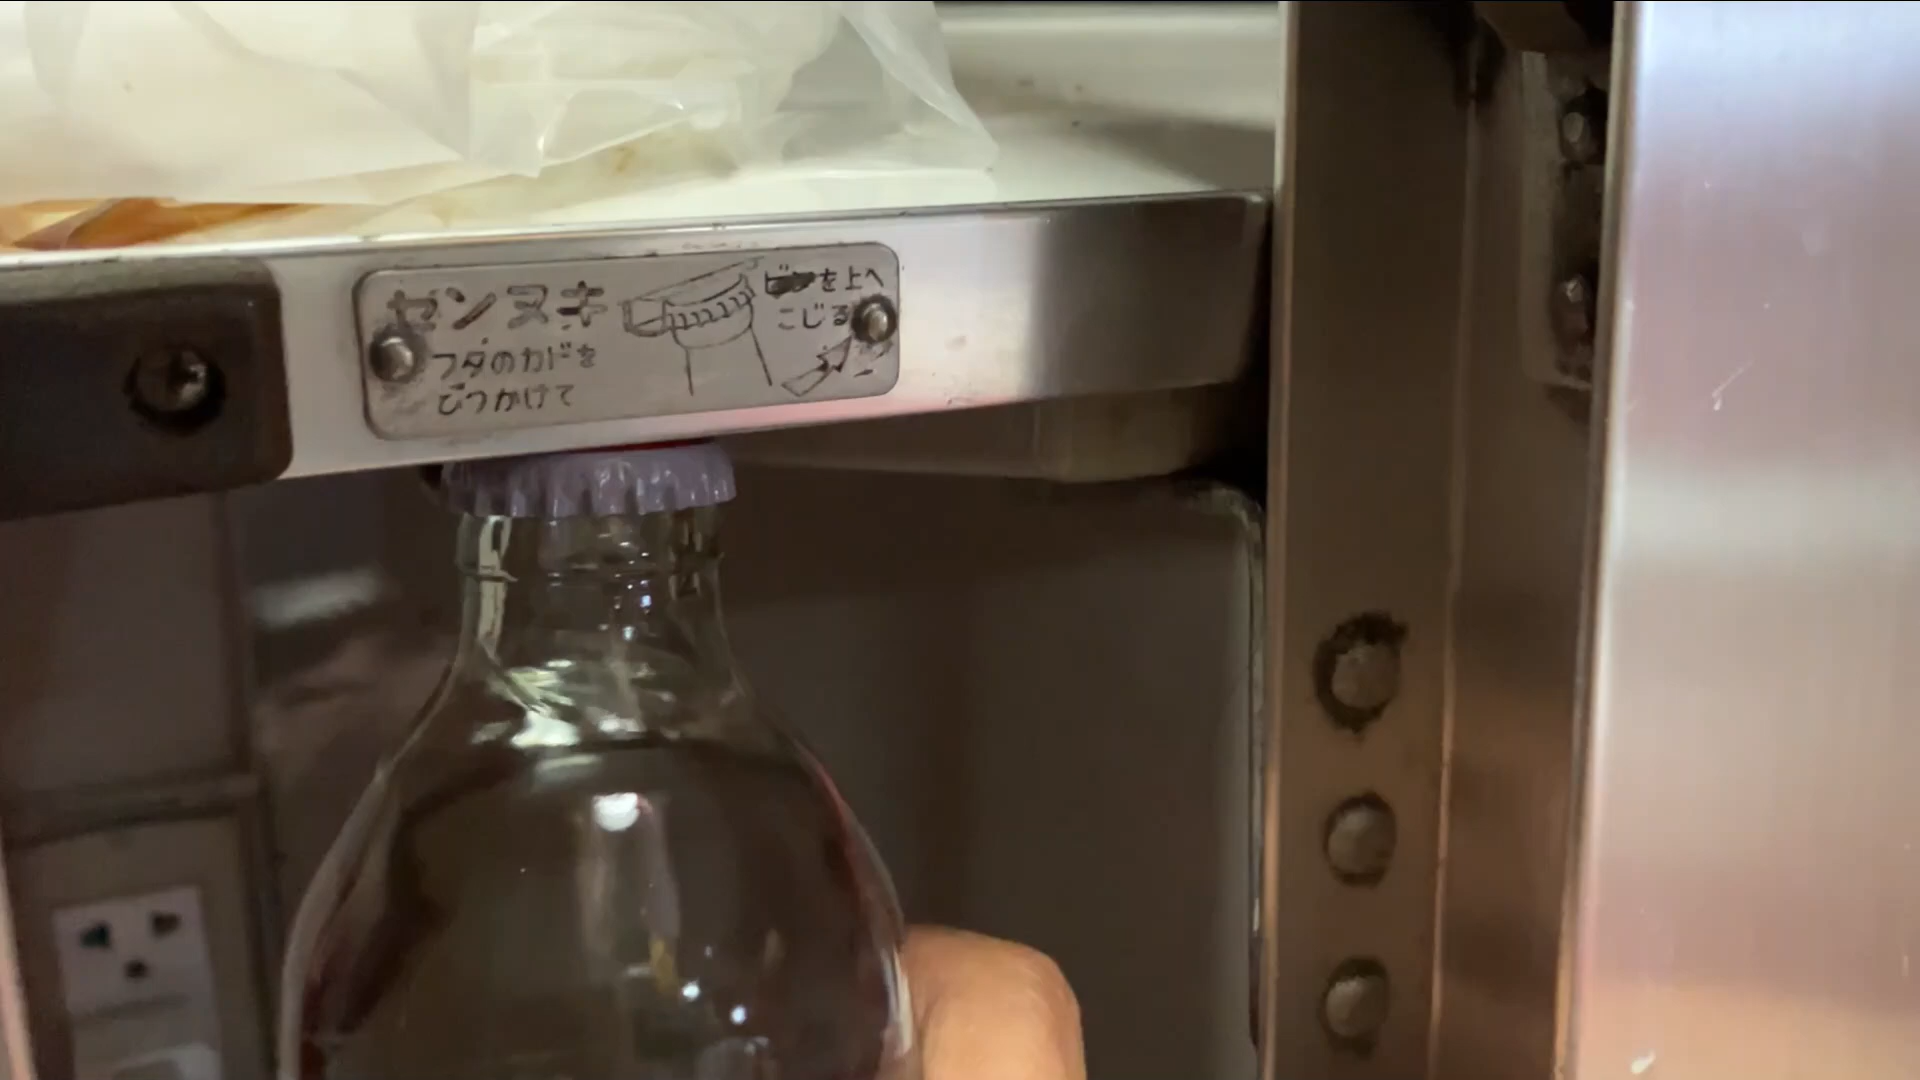 センヌキ
フタのカドを
ひっかけて
ビンを上へ
こじる